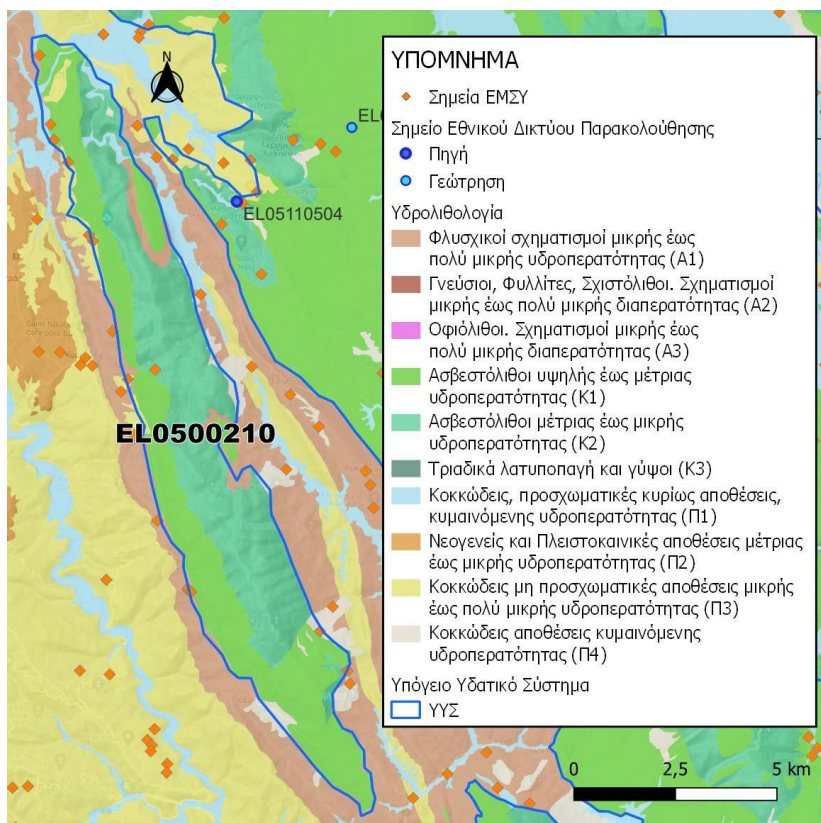 N
EL0
EL05110504
EL0500210
ΥΠΟΜΝΗΜΑ
Σημεία ΕΜΣΥ
Σημείο Εθνικού Δικτύου Παρακολούθησης
Πηγή
Γεώτρηση
Υδρολιθολογία
Φλυσχικοί σχηματισμοί μικρής έως
πολύ μικρής υδροπερατότητας (Α1)
Γνεύσιοι, Φυλλίτες, Σχιστόλιθοι. Σχηματισμοί
μικρής έως πολύ μικρής διαπερατότητας (Α2)
Οφιόλιθοι. Σχηματισμοί μικρής έως
πολύ μικρής διαπερατότητας (Α3)
Ασβεστόλιθοι υψηλής έως μέτριας
υδροπερατότητας (Κ1)
Ασβεστόλιθοι μέτριας έως μικρής
υδροπερατότητας (Κ2)
Τριαδικά λατυποπαγή και γύψοι (Κ3)
Κοκκώδεις, προσχωματικές κυρίως αποθέσεις,
κυμαινόμενης υδροπερατότητας (Π1)
Νεογενείς και Πλειστοκαινικές αποθέσεις μέτριας
έως μικρής υδροπερατότητας (Π2)
Κοκκώδεις μη προσχωματικές αποθέσεις μικρής
έως πολύ μικρής υδροπερατότητας (Π3)
Κοκκώδεις αποθέσεις κυμαινόμενης
υδροπερατότητας (Π4)
Υπόγειο Υδατικό Σύστημα
ΥΥΣ
0 2,5 5 km